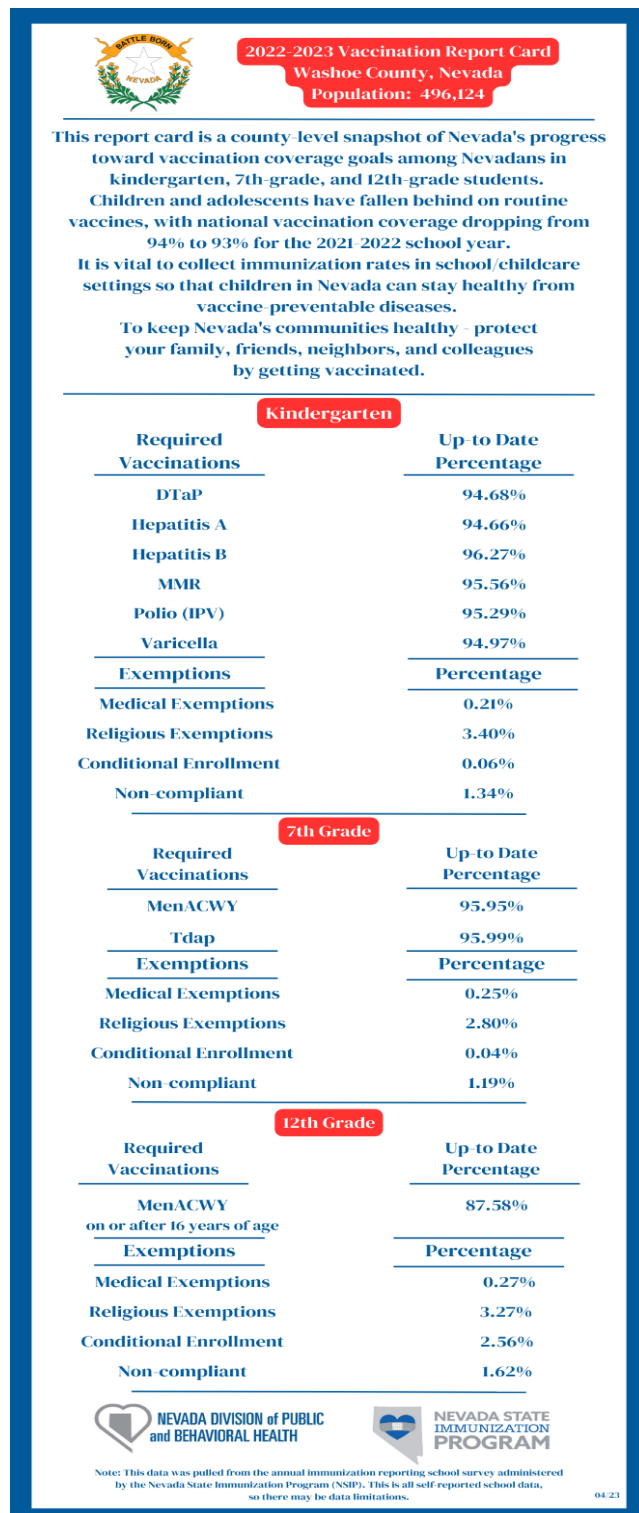 BATTLE BORN
NEVADA
2022-2023 Vaccination Report Card
Washoe County, Nevada
Population: 496,124
This report card is a county-level snapshot of Nevada's progress
toward vaccination coverage goals among Nevadans in
kindergarten, 7th-grade, and 12th-grade students.
Children and adolescents have fallen behind on routine
vaccines, with national vaccination coverage dropping from
94% to 93% for the 2021-2022 school year.
It is vital to collect immunization rates in school/childcare
settings so that children in Nevada can stay healthy from
vaccine-preventable diseases.
To keep Nevada's communities healthy - protect
your family, friends, neighbors, and colleagues
by getting vaccinated.
Kindergarten
Required Up-to Date
Vaccinations Percentage
DTaP 94.68%
Hepatitis A 94.66%
Hepatitis B 96.27%
MMR 95.56%
Polio (IPV) 95.29%
Varicella 94.97%
Exemptions Percentage
Medical Exemptions 0.21%
Religious Exemptions 3.40%
Conditional Enrollment 0.06%
Non-compliant 1.34%
7th Grade
Required Up-to Date
Vaccinations Percentage
MenACWY 95.95%
Tdap 95.99%
Exemptions Percentage
Medical Exemptions 0.25%
Religious Exemptions 2.80%
Conditional Enrollment 0.04%
Non-compliant 1.19%
12th Grade
Required Up-to Date
Vaccinations Percentage
MenACWY 87.58%
on or after 16 years of age
Exemptions Percentage
Medical Exemptions 0.27%
Religious Exemptions 3.27%
Conditional Enrollment 2.56%
Non-compliant 1.62%
NEVADA DIVISION of PUBLIC
and BEHAVIORAL HEALTH
NEVADA STATE
IMMUNIZATION
PROGRAM
Note: This data was pulled from the annual immunization reporting school survey administered
by the Nevada State Immunization Program (NSIP). This is all self-reported school data,
so there may be data limitations.
04/23